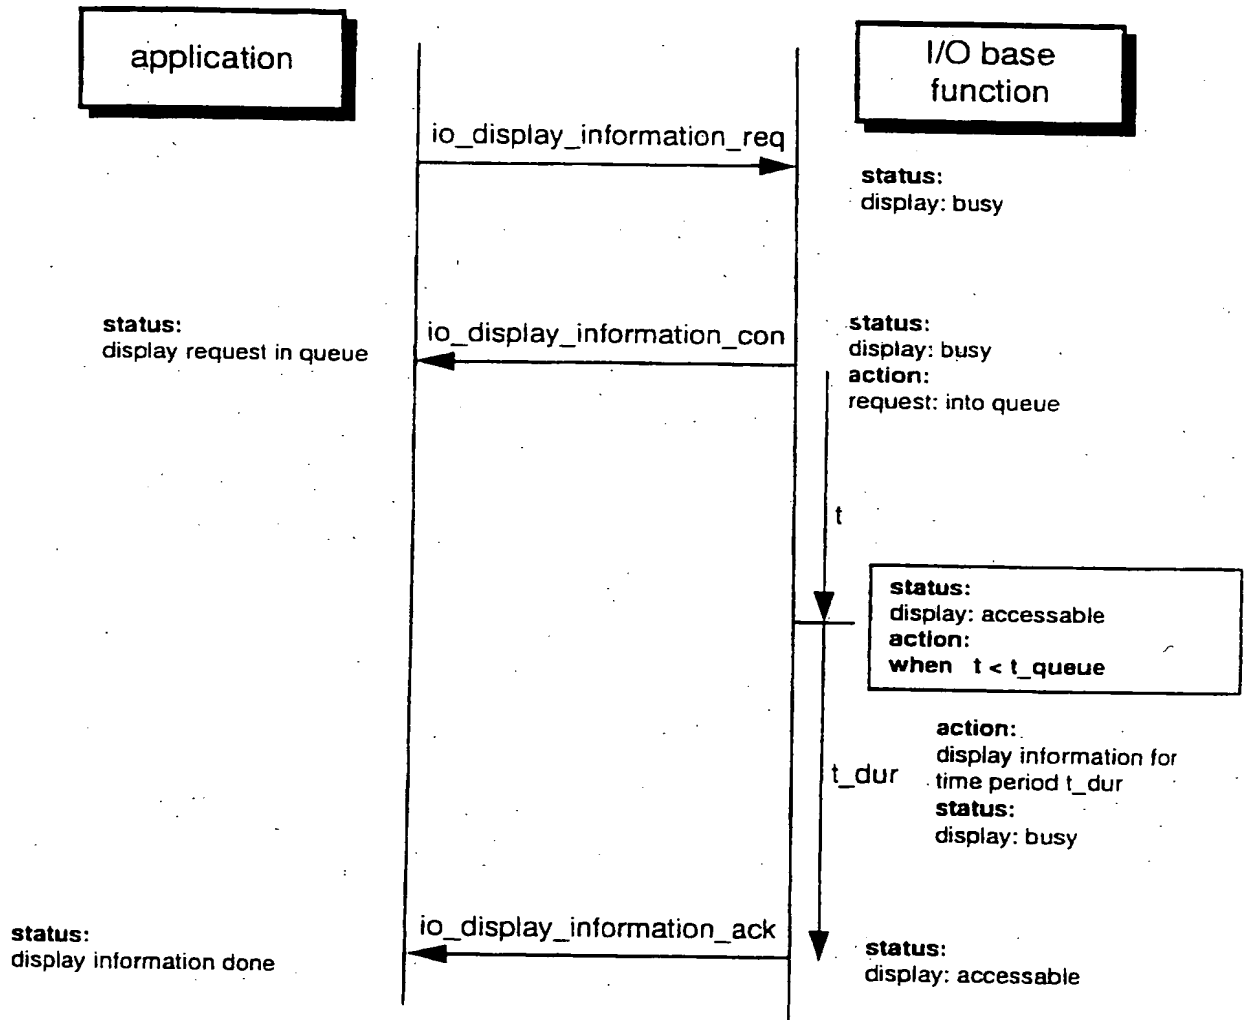 application
I/O base
function
io_display_information_req
status:
display: busy
status:
display request in queue
io_display_information_con
status:
display: busy
action:
request: into queue
t
status:
display: accessable
action:
when t < t_queue
action:
display information for
time period t_dur
status:
display: busy
t_dur
io_display_information_ack
status:
display information done
status:
display: accessable